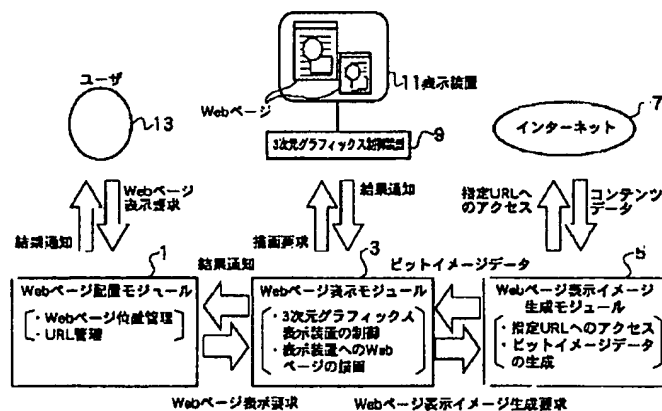 ユーザ
13
Webページ
11表示装置
3次元グラフィックス制御装置
9
インターネット
7
Webページ
表示要求
結果通知
描画要求
結果通知
指定URLへ
のアクセス
コンテンツ
データ
1
Webページ配置モジュール
・Webページ位置管理
・URL管理
結果通知
Webページ表示要求
3
Webページ表示モジュール
・3次元グラフィックス
表示装置の制御
・表示装置へのWeb
ページの描画
ビットイメージデータ
Webページ表示イメージ生成要求
5
Webページ表示イメージ
生成モジュール
・指定URLへのアクセス
・ビットイメージデータ
の生成